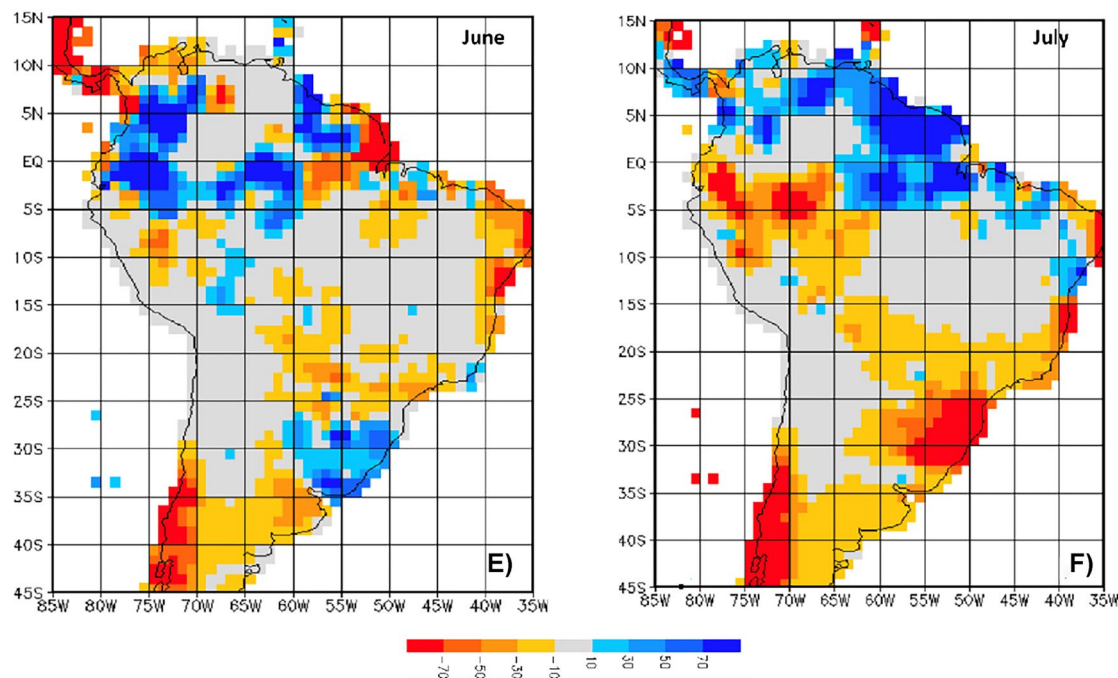 June
15N
10N
5N
EQ
5S
10S
15S
20S
25S
30S
35S
40S
45S
85W 80W 75W 70W 65W 60W 55W 50W 45W 40W 35W
E)
July
15N
10N
5N
EQ
5S
10S
15S
20S
25S
30S
35S
40S
45S
85W 80W 75W 70W 65W 60W 55W 50W 45W 40W 35W
F)
-70 -50 -30 -10 10 30 50 70